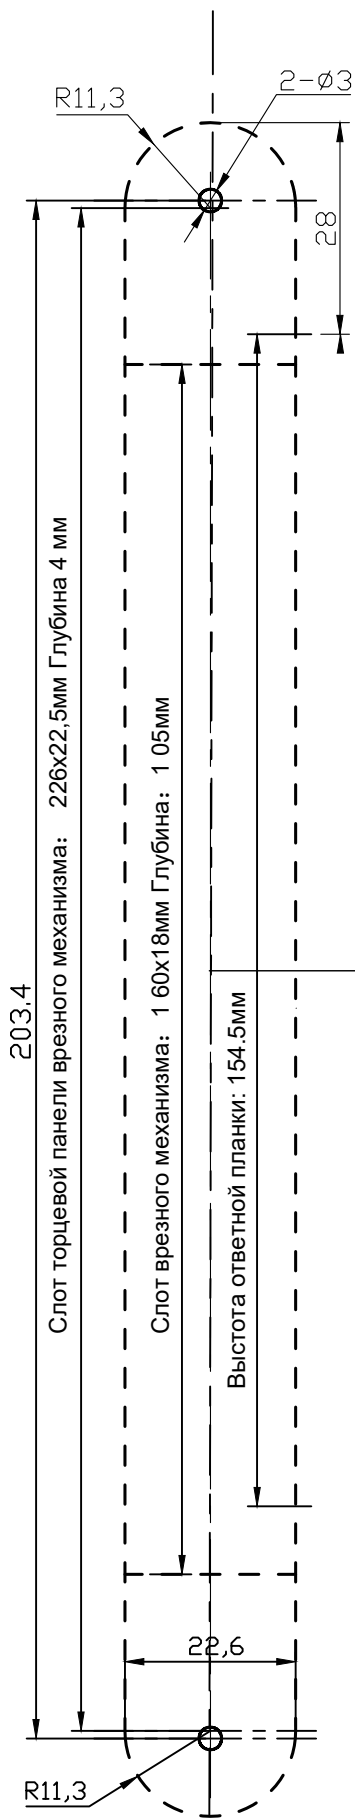 2-ø3
R11,3
28
Слот торцевой панели врезного механизма: 226x22,5мм Глубина 4 мм
Слот врезного механизма: 1 60x18мм Глубина: 1 05мм
203.4
Выстота ответной планки: 154.5мм
22,6
R11,3